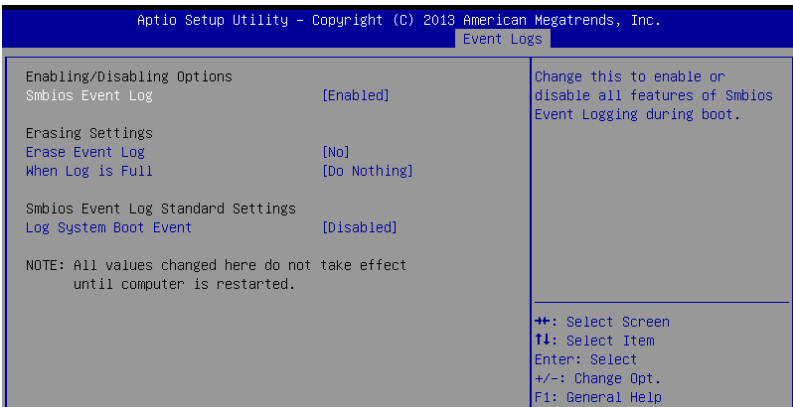 Aptio Setup Utility – Copyright (C) 2013 American Megatrends, Inc.
Event Logs
Enabling/Disabling Options
Smbios Event Log [Enabled]
Erasing Settings
Erase Event Log [No]
When Log is Full [Do Nothing]
Smbios Event Log Standard Settings
Log System Boot Event [Disabled]
NOTE: All values changed here do not take effect
until computer is restarted.
Change this to enable or
disable all features of Smbios
Event Logging during boot.
→←: Select Screen
↑↓: Select Item
Enter: Select
+/-: Change Opt.
F1: General Help